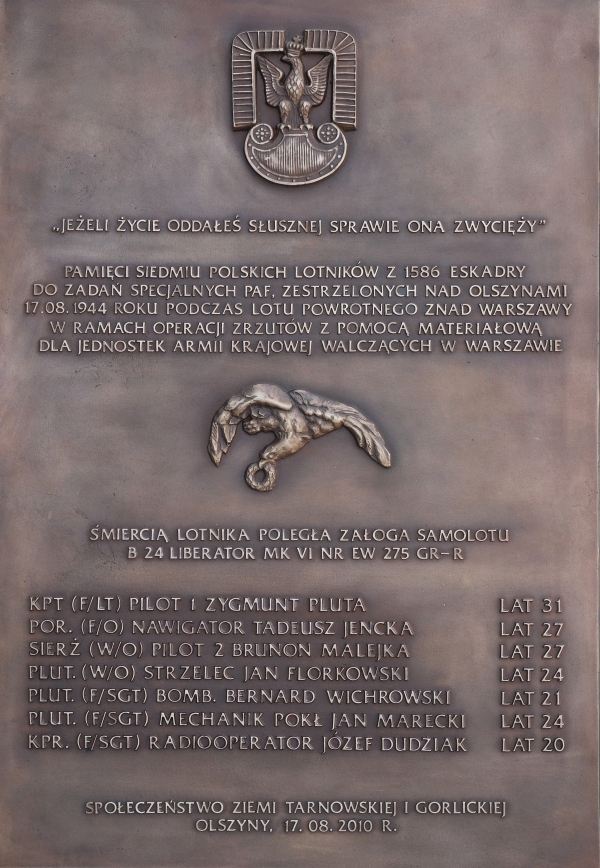 „JEŻELI ŻYCIE ODDAŁEŚ SŁUSZNEJ SPRAWIE ONA ZWYCIĘŻY”
PAMIĘCI SIEDMIU POLSKICH LOTNIKÓW Z 1586 ESKADRY
DO ZADAŃ SPECJALNYCH PAF, ZESTRZELONYCH NAD OLSZYNAMI
17.08.1944 ROKU PODCZAS LOTU POWROTNEGO ZNAD WARSZAWY
W RAMACH OPERACJI ZRZUTÓW Z POMOCĄ MATERIAŁOWĄ
DLA JEDNOSTEK ARMII KRAJOWEJ WALCZĄCYCH W WARSZAWIE
ŚMIERCIĄ LOTNIKA POLEGŁA ZAŁOGA SAMOLOTU
B 24 LIBERATOR MK VI NR EW 275 GR-R
KPT (F/LT) PILOT 1 ZYGMUNT PLUTA LAT 31
POR. (F/O) NAWIGATOR TADEUSZ JENCKA LAT 27
SIERŻ (W/O) PILOT 2 BRUNON MALEJKA LAT 27
PLUT. (W/O) STRZELEC JAN FLORKOWSKI LAT 24
PLUT. (F/SGT) BOMB. BERNARD WICHROWSKI LAT 21
PLUT. (F/SGT) MECHANIK POKŁ JAN MARECKI LAT 24
KPR. (F/SGT) RADIOOPERATOR JÓZEF DUDZIAK LAT 20
SPOŁECZEŃSTWO ZIEMI TARNOWSKIEJ I GORLICKIEJ
OLSZYNY, 17. 08. 2010 R.